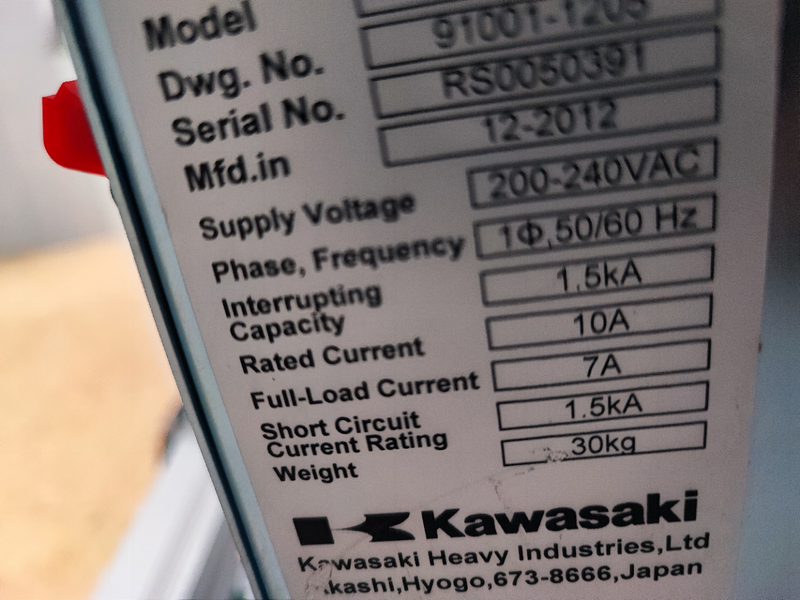 Model
Dwg. No. 91001-1205
Serial No. RS0050391
Mfd.in 12-2012
Supply Voltage 200-240VAC
Phase, Frequency 1Φ,50/60 Hz
Interrupting
Capacity 1.5kA
Rated Current 10A
Full-Load Current 7A
Short Circuit
Current Rating 1.5kA
Weight 30kg
Kawasaki
Kawasaki Heavy Industries,Ltd
kashi,Hyogo,673-8666,Japan